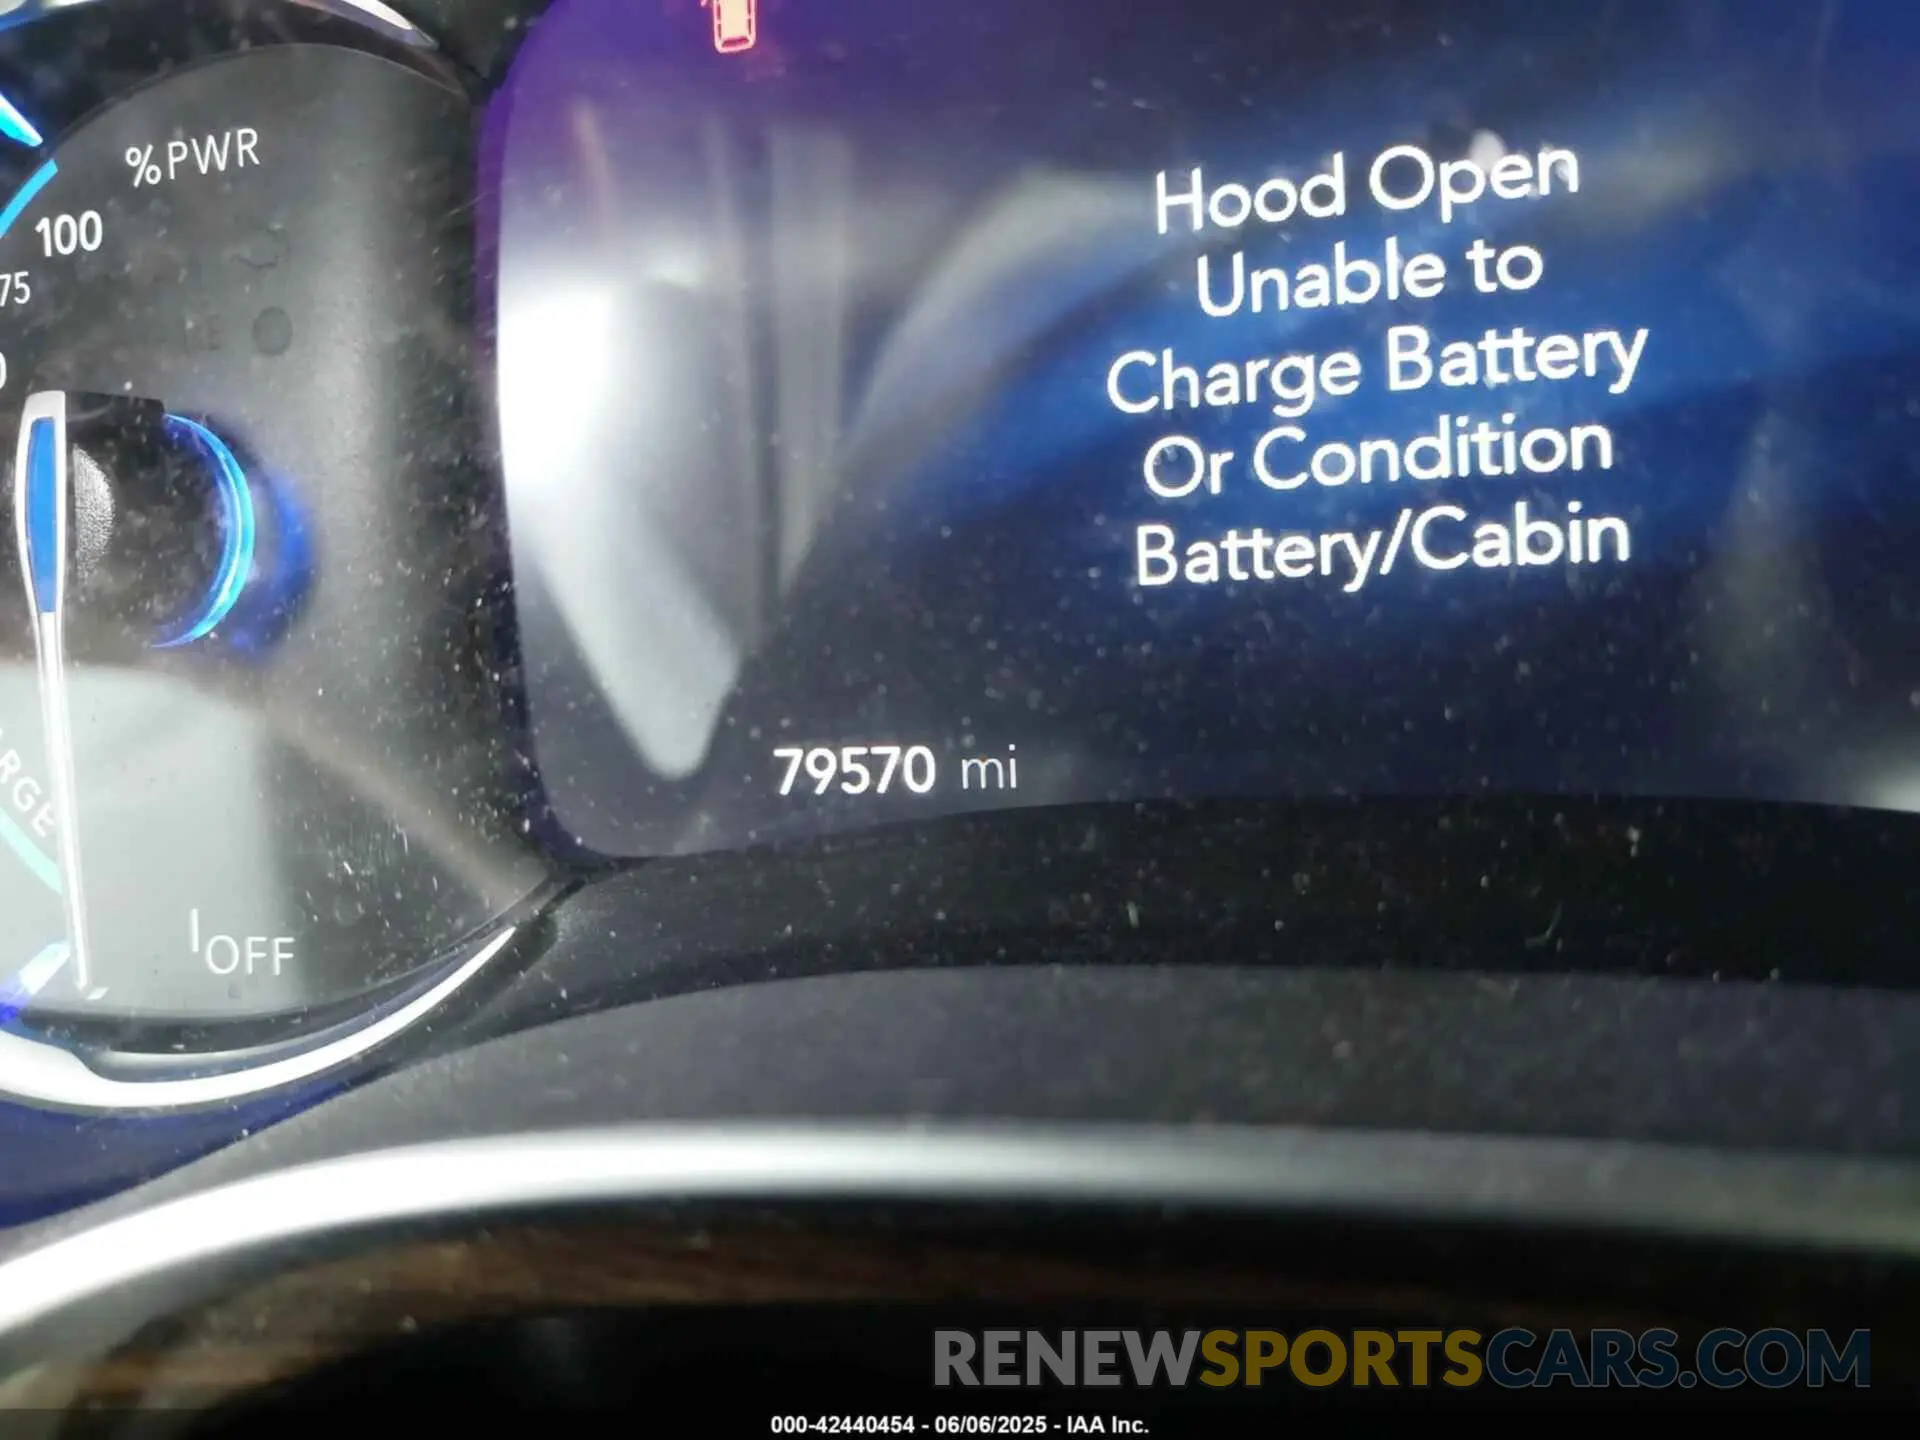 %PWR
100
75
Hood Open
Unable to
Charge Battery
Or Condition
Battery/Cabin
79570 mi
OFF
RENEWSPORTSCARS.COM
000-42440454 - 06/06/2025 - IAA Inc.